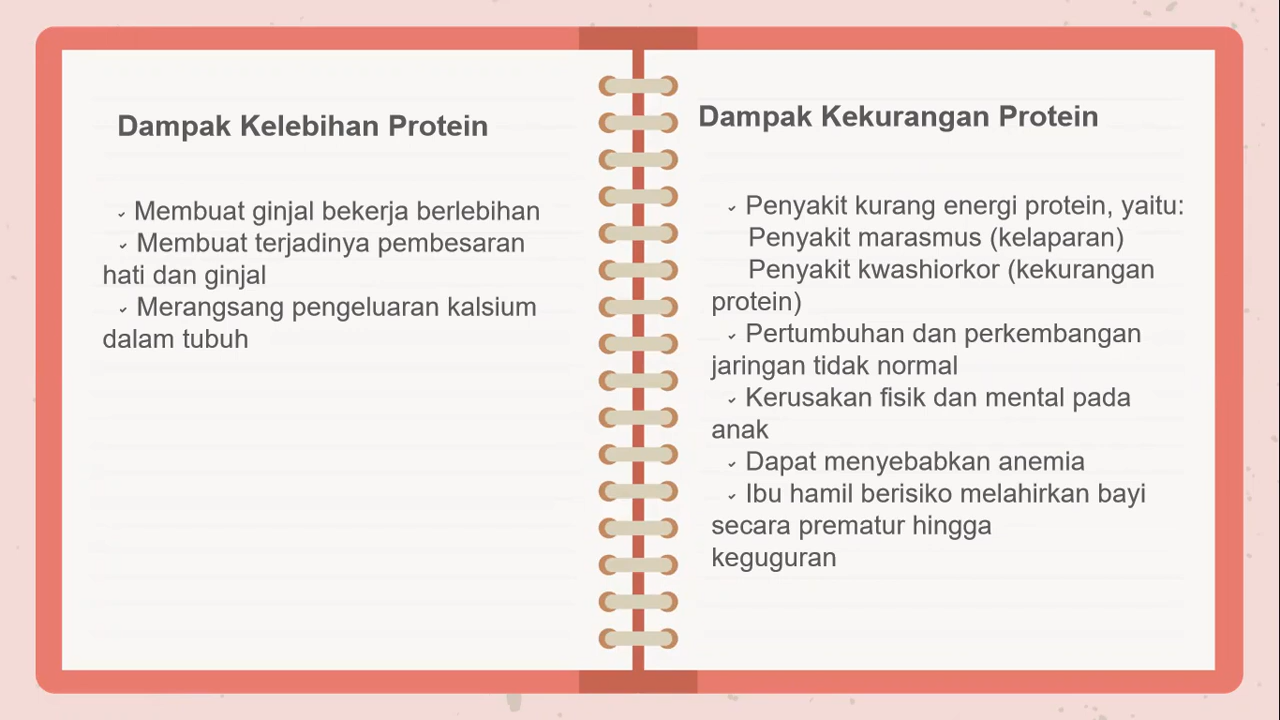 Dampak Kelebihan Protein
✓ Membuat ginjal bekerja berlebihan
✓ Membuat terjadinya pembesaran
hati dan ginjal
✓ Merangsang pengeluaran kalsium
dalam tubuh
Dampak Kekurangan Protein
✓ Penyakit kurang energi protein, yaitu:
Penyakit marasmus (kelaparan)
Penyakit kwashiorkor (kekurangan
protein)
✓ Pertumbuhan dan perkembangan
jaringan tidak normal
✓ Kerusakan fisik dan mental pada
anak
✓ Dapat menyebabkan anemia
✓ Ibu hamil berisiko melahirkan bayi
secara prematur hingga
keguguran